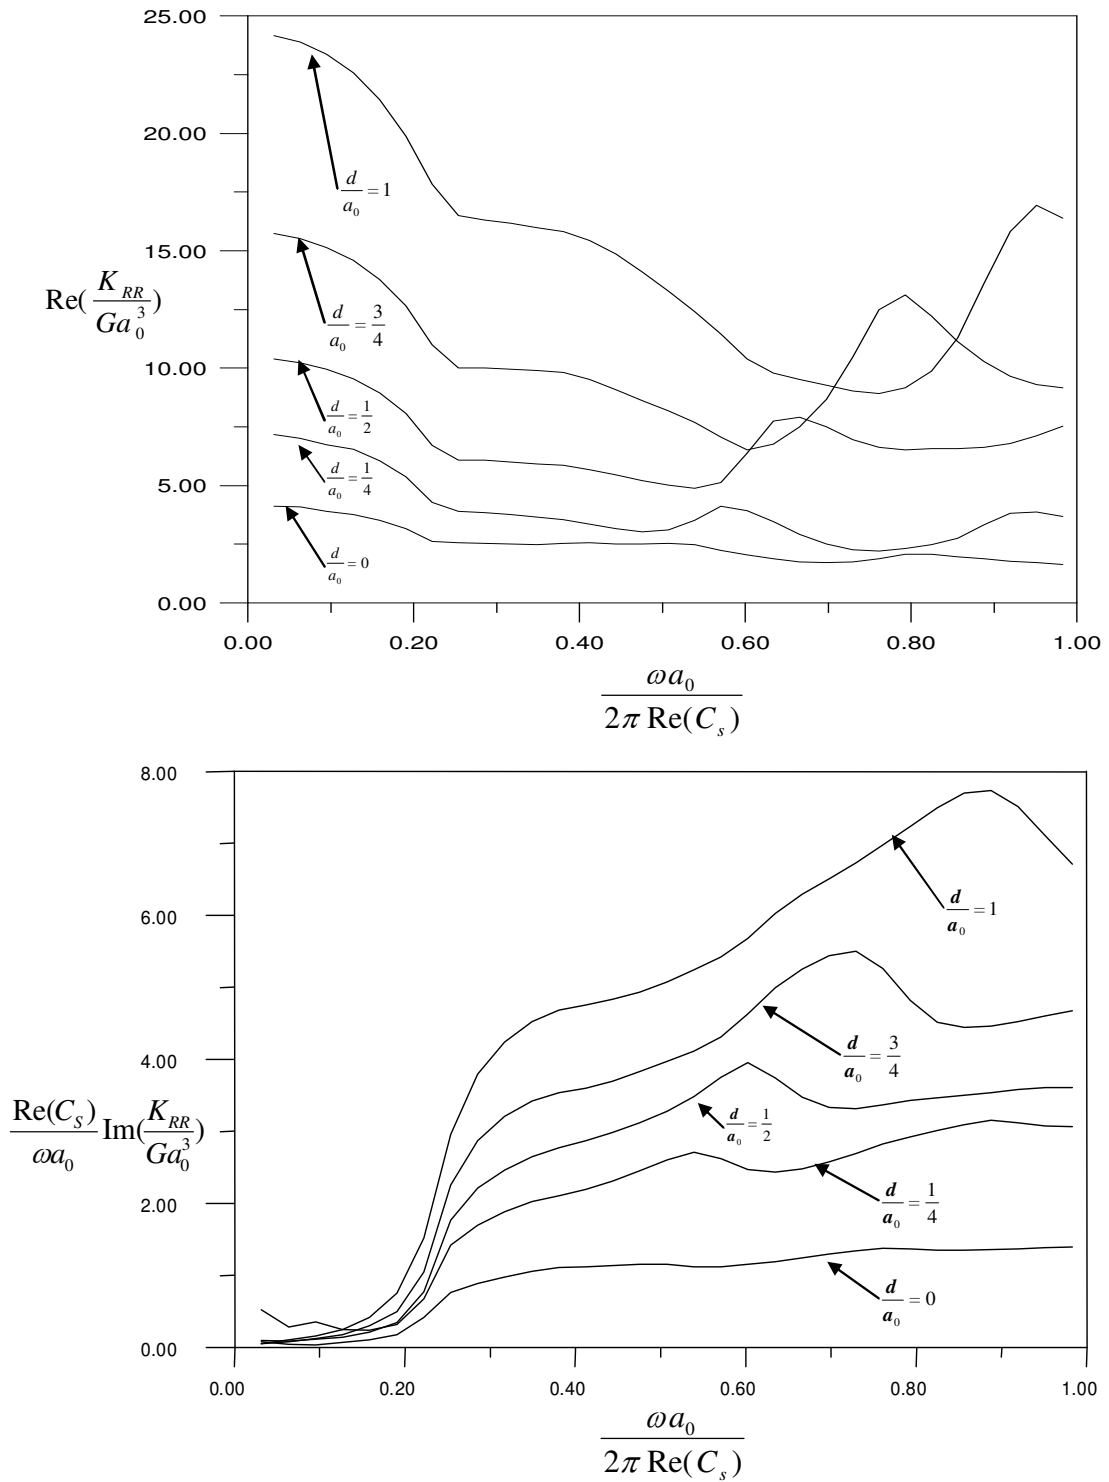 25.00
20.00
15.00
10.00
5.00
0.00
Re(K_RR/Ga_0^3)
d/a_0 = 1
d/a_0 = 3/4
d/a_0 = 1/2
d/a_0 = 1/4
d/a_0 = 0
0.00 0.20 0.40 0.60 0.80 1.00
ωa_0/2π Re(C_s)
8.00
6.00
4.00
2.00
0.00
Re(C_S)/ωa_0 Im(K_RR/Ga_0^3)
d/a_0 = 1
d/a_0 = 3/4
d/a_0 = 1/2
d/a_0 = 1/4
d/a_0 = 0
0.00 0.20 0.40 0.60 0.80 1.00
ωa_0/2π Re(C_s)